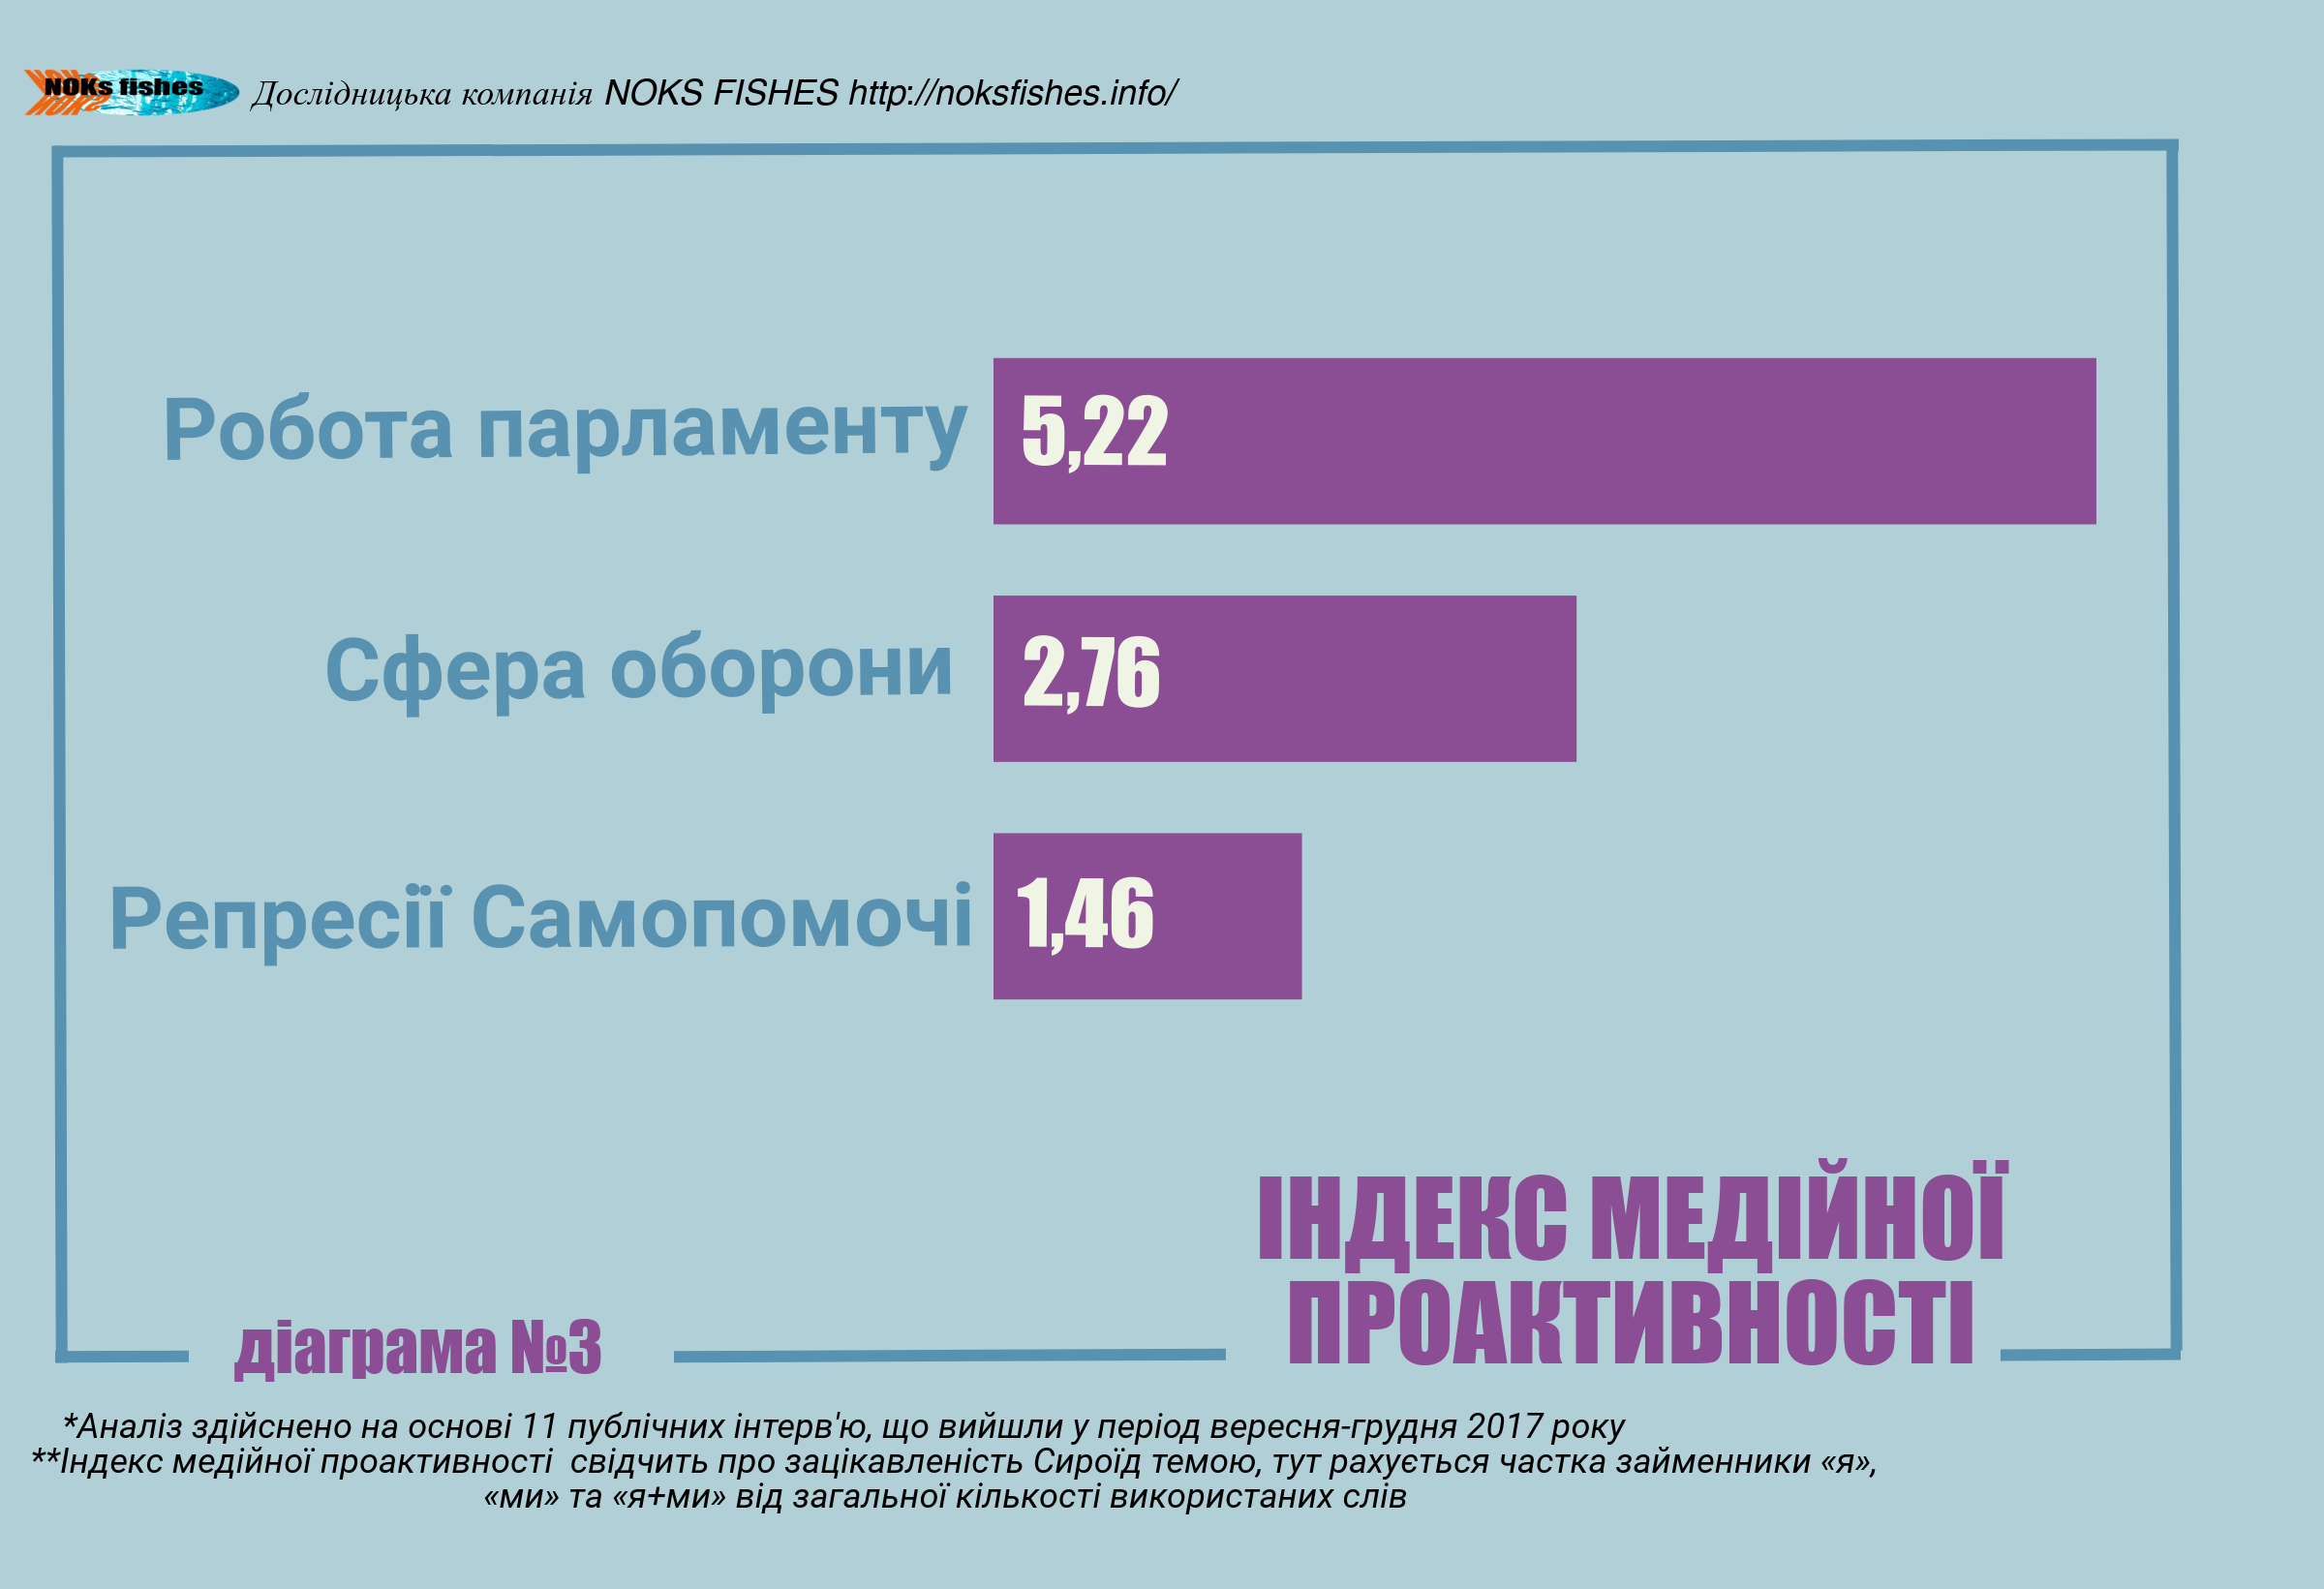 NOKs fishes Дослідницька компанія NOKS FISHES http://noksfishes.info/
Робота парламенту 5,22
Сфера оборони 2,76
Репресії Самопомочі 1,46
ІНДЕКС МЕДІЙНОЇ
ПРОАКТИВНОСТІ
діаграма №3
*Аналіз здійснено на основі 11 публічних інтерв'ю, що вийшли у період вересня-грудня 2017 року
**Індекс медійної проактивності свідчить про зацікавленість Сироїд темою, тут рахується частка займенники «я»,
«ми» та «я+ми» від загальної кількості використаних слів